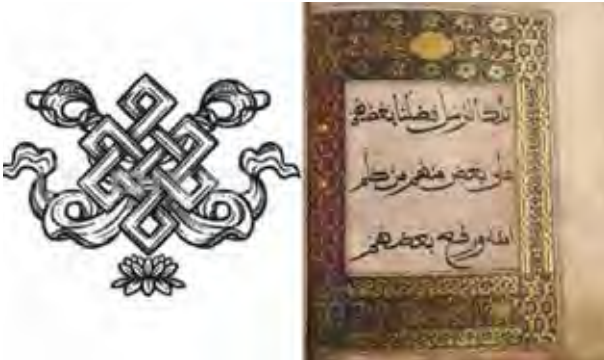 تلك الرسل فضلنا بعضهم
على بعض منهم من كلم
الله ورفع بعضهم